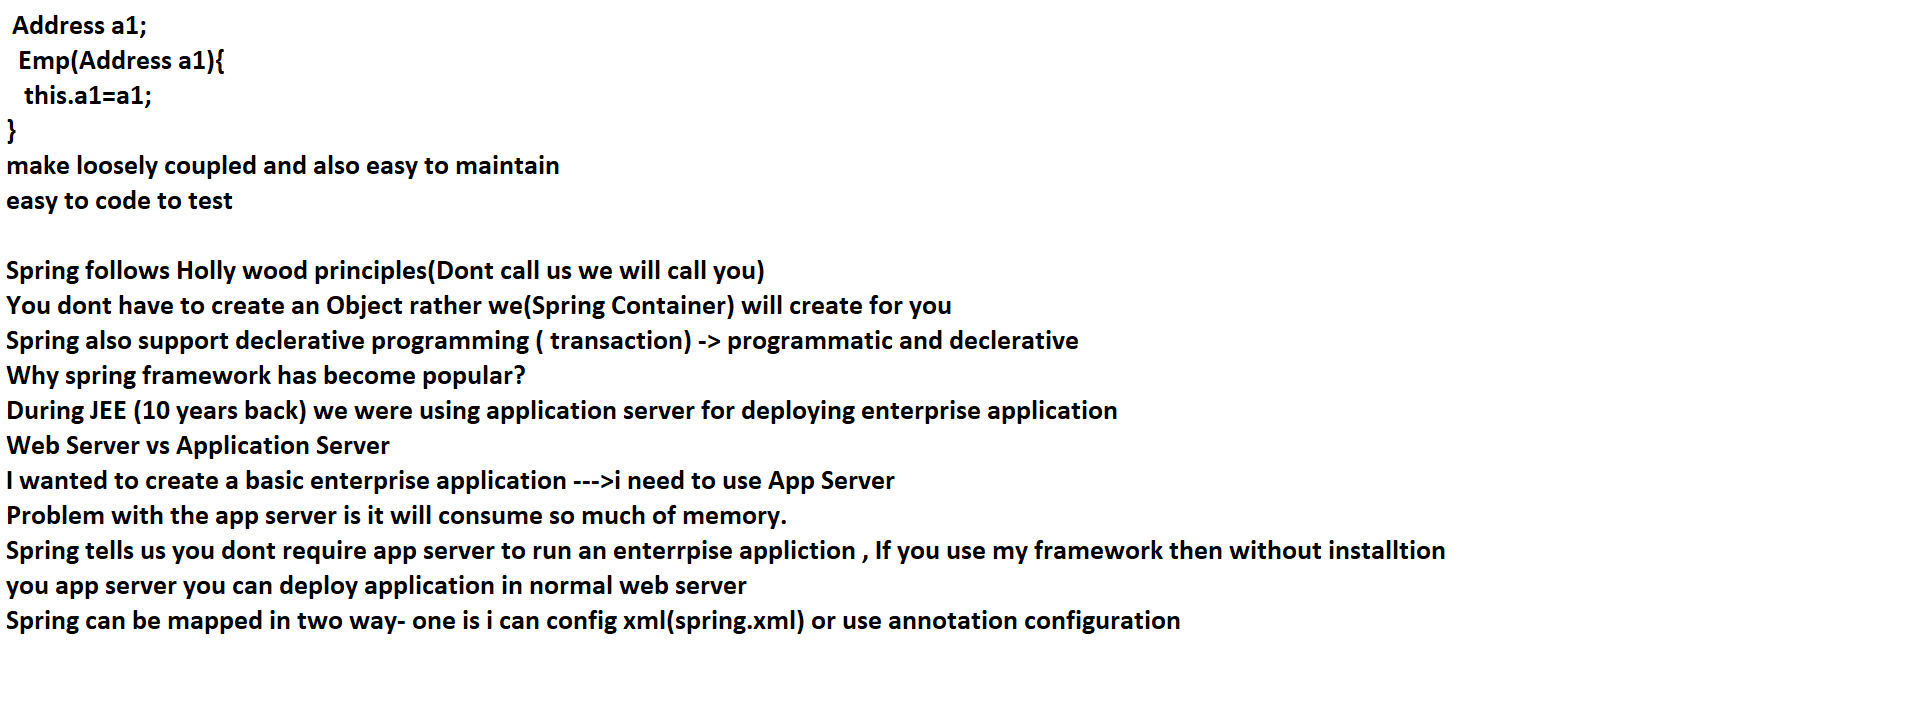 Address a1;
Emp(Address a1){
this.a1=a1;
}
make loosely coupled and also easy to maintain
easy to code to test
Spring follows Holly wood principles(Dont call us we will call you)
You dont have to create an Object rather we(Spring Container) will create for you
Spring also support declerative programming ( transaction) -> programmatic and declerative
Why spring framework has become popular?
During JEE (10 years back) we were using application server for deploying enterprise application
Web Server vs Application Server
I wanted to create a basic enterprise application --->i need to use App Server
Problem with the app server is it will consume so much of memory.
Spring tells us you dont require app server to run an enterrpise appliction , If you use my framework then without installtion
you app server you can deploy application in normal web server
Spring can be mapped in two way- one is i can config xml(spring.xml) or use annotation configuration